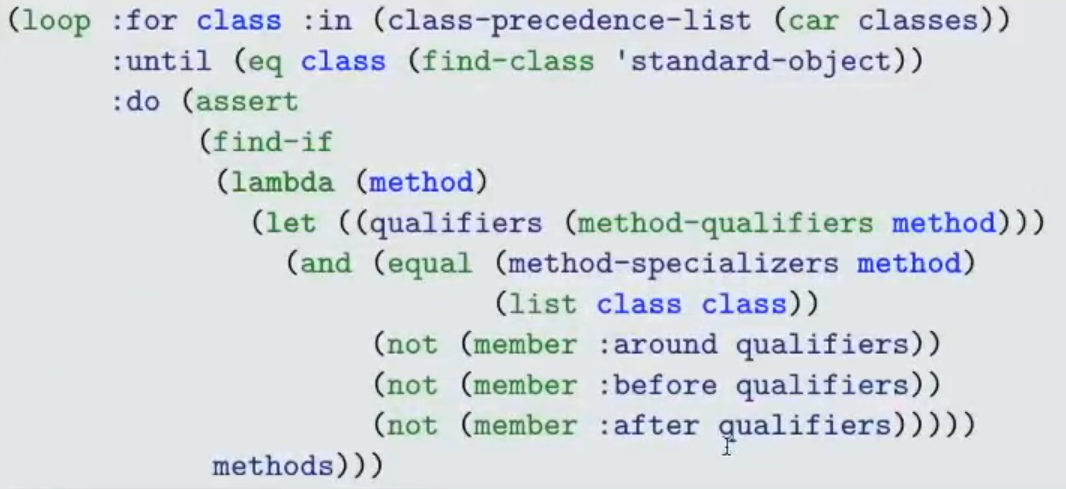 (loop :for class :in (class-precedence-list (car classes))
      :until (eq class (find-class 'standard-object))
      :do (assert
           (find-if
            (lambda (method)
              (let ((qualifiers (method-qualifiers method)))
                (and (equal (method-specializers method)
                            (list class class))
                     (not (member :around qualifiers))
                     (not (member :before qualifiers))
                     (not (member :after qualifiers)))))
            methods)))